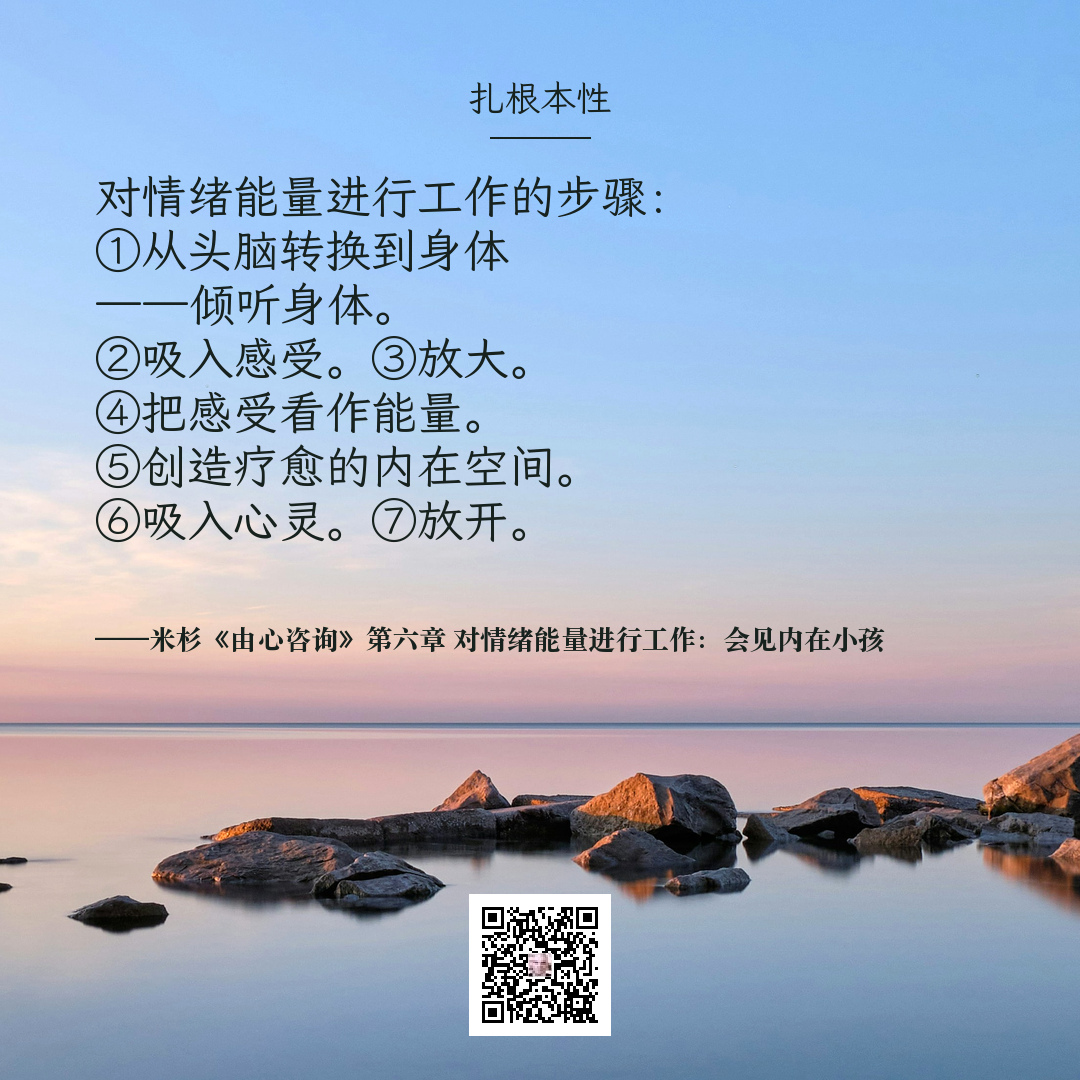 扎根本性
对情绪能量进行工作的步骤：
①从头脑转换到身体
——倾听身体。
②吸入感受。③放大。
④把感受看作能量。
⑤创造疗愈的内在空间。
⑥吸入心灵。⑦放开。
——米杉《由心咨询》第六章 对情绪能量进行工作：会见内在小孩